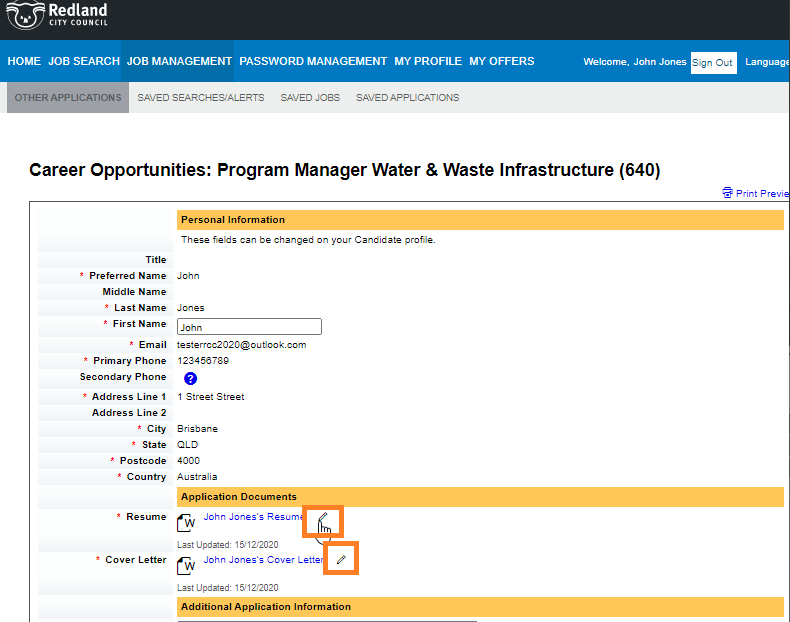 Redland
CITY COUNCIL
HOME JOB SEARCH JOB MANAGEMENT PASSWORD MANAGEMENT MY PROFILE MY OFFERS Welcome, John Jones Sign Out Language
OTHER APPLICATIONS SAVED SEARCHES/ALERTS SAVED JOBS SAVED APPLICATIONS
Career Opportunities: Program Manager Water & Waste Infrastructure (640)
Print Previe
Personal Information
These fields can be changed on your Candidate profile.
Title
* Preferred Name John
Middle Name
* Last Name Jones
* First Name John
* Email testerrcc2020@outlook.com
* Primary Phone 123456789
Secondary Phone ?
* Address Line 1 1 Street Street
Address Line 2
* City Brisbane
* State QLD
* Postcode 4000
* Country Australia
Application Documents
* Resume W John Jones's Resume
Last Updated: 15/12/2020
* Cover Letter W John Jones's Cover Letter
Last Updated: 15/12/2020
Additional Application Information